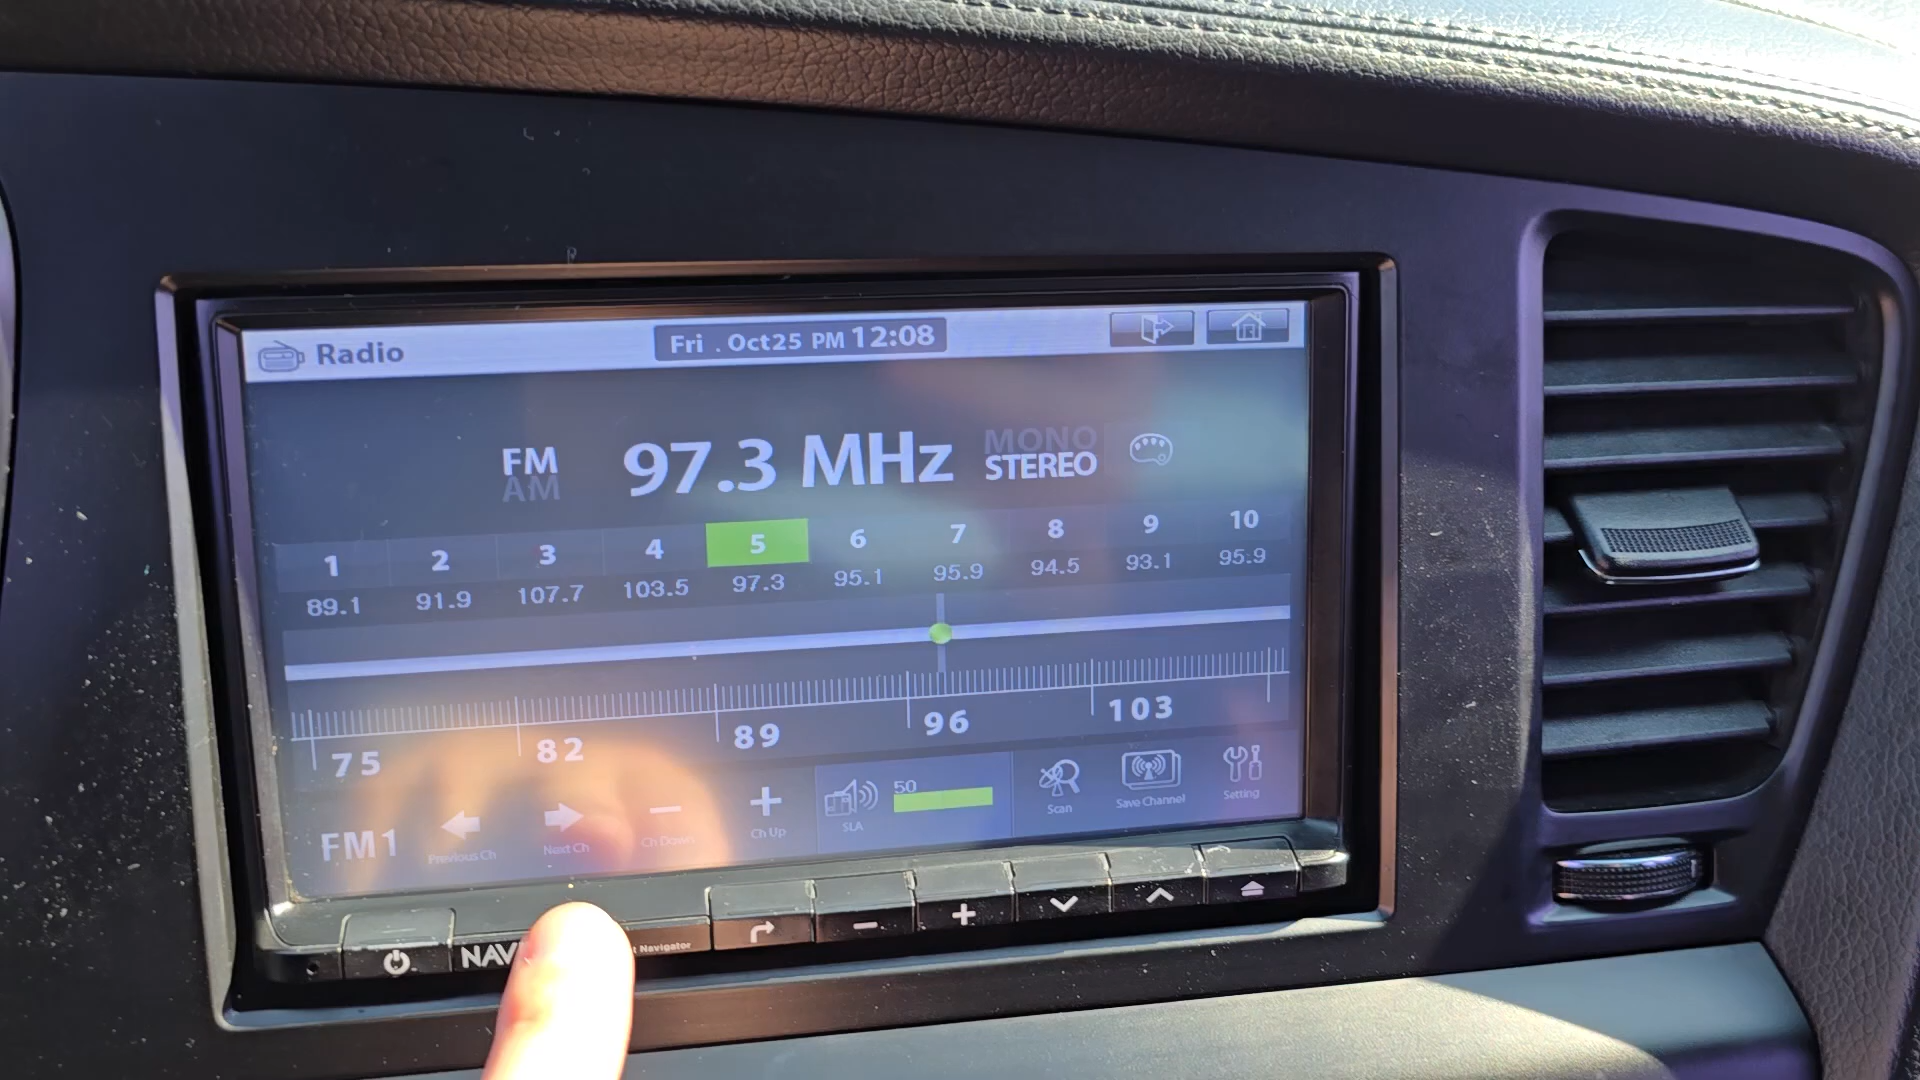 Radio
Fri . Oct25 PM 12:08
FM 97.3 MHz MONO
AM STEREO
1 2 3 4 5 6 7 8 9 10
89.1 91.9 107.7 103.5 97.3 95.1 95.9 94.5 93.1 95.9
75 82 89 96 103
50
FM1 Previous Ch Next Ch Ch Down Ch Up SLA Scan Save Channel Setting
Navigator